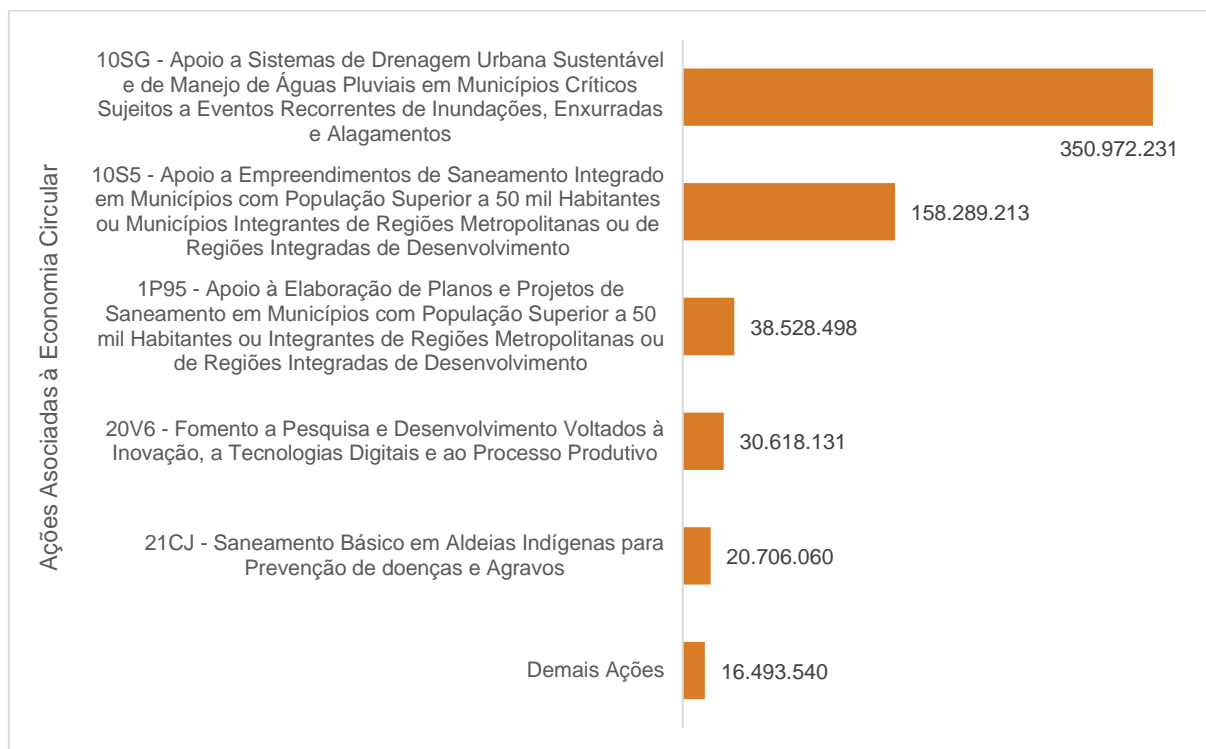 Ações Asociadas à Economia Circular
10SG - Apoio a Sistemas de Drenagem Urbana Sustentável
e de Manejo de Águas Pluviais em Municípios Críticos
Sujeitos a Eventos Recorrentes de Inundações, Enxurradas
e Alagamentos
350.972.231
10S5 - Apoio a Empreendimentos de Saneamento Integrado
em Municípios com População Superior a 50 mil Habitantes
ou Municípios Integrantes de Regiões Metropolitanas ou de
Regiões Integradas de Desenvolvimento
158.289.213
1P95 - Apoio à Elaboração de Planos e Projetos de
Saneamento em Municípios com População Superior a 50
mil Habitantes ou Integrantes de Regiões Metropolitanas ou
de Regiões Integradas de Desenvolvimento
38.528.498
20V6 - Fomento a Pesquisa e Desenvolvimento Voltados à
Inovação, a Tecnologias Digitais e ao Processo Produtivo
30.618.131
21CJ - Saneamento Básico em Aldeias Indígenas para
Prevenção de doenças e Agravos
20.706.060
Demais Ações
16.493.540